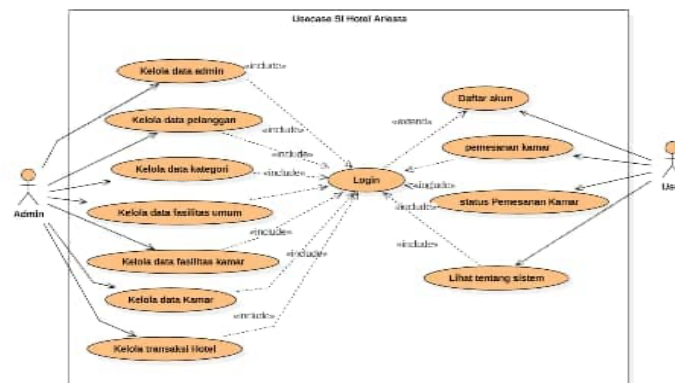 Usecase SI Hotel Ariesta
Kelola data admin
«include»
Daftar akun
Kelola data pelanggan
«include»
«extend»
pemesanan kamar
«include»
Kelola data kategori
«include»
Login
«include»
Admin
Kelola data fasilitas umum
«include»
status Pemesanan Kamar
«include»
«include»
Kelola data fasilitas kamar
«include»
Lihat tentang sistem
Kelola data Kamar
«include»
Kelola transaksi Hotel